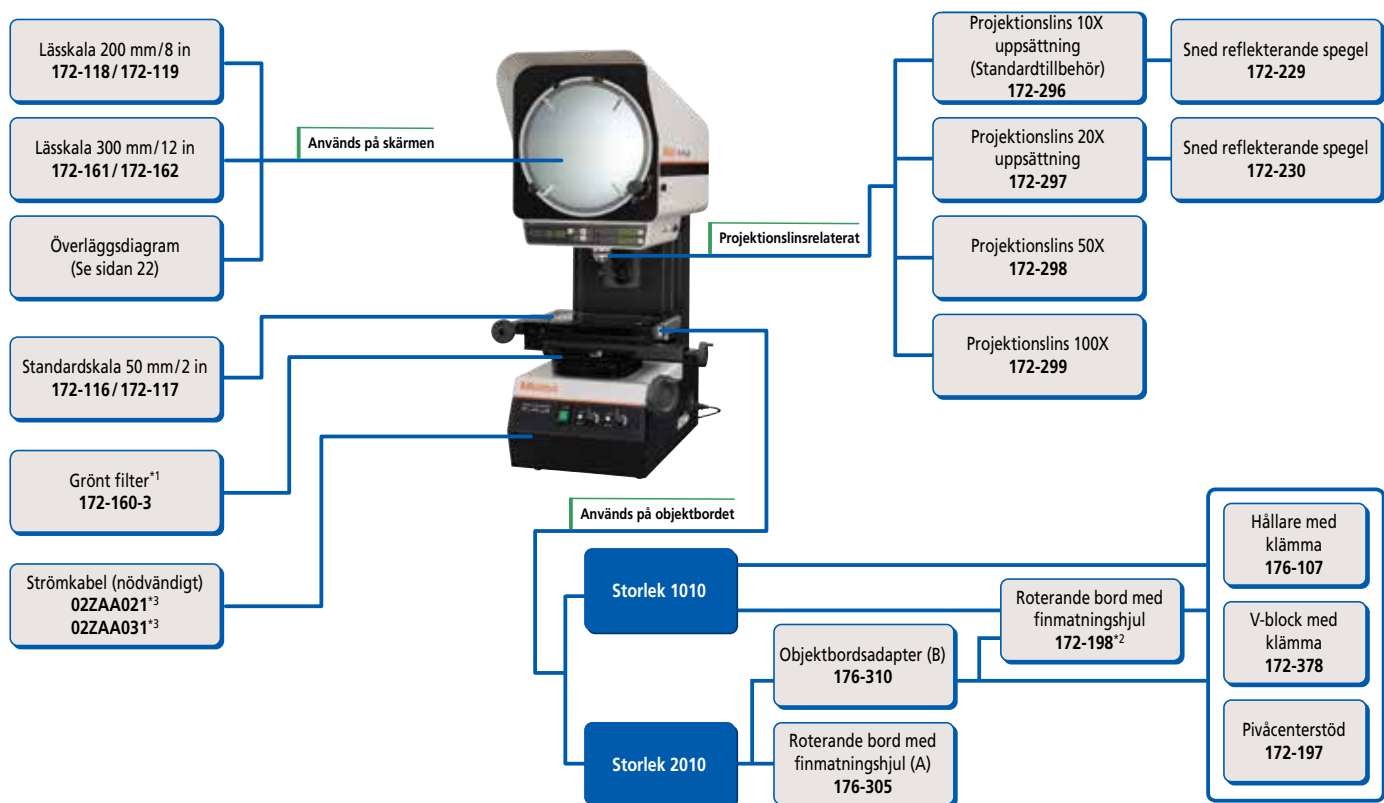 Lässkala 200 mm/8 in
172-118/172-119
Lässkala 300 mm/12 in
172-161/172-162
Överläggsdiagram
(Se sidan 22)
Standardskala 50 mm/2 in
172-116/172-117
Grönt filter*1
172-160-3
Strömkabel (nödvändigt)
02ZAA021*3
02ZAA031*3
Används på skärmen
Projektionslinsrelaterat
Används på objektbordet
Mitutoyo
Projektionslins 10X
uppsättning
(Standardtillbehör)
172-296
Sned reflekterande spegel
172-229
Projektionslins 20X
uppsättning
172-297
Sned reflekterande spegel
172-230
Projektionslins 50X
172-298
Projektionslins 100X
172-299
Storlek 1010
Storlek 2010
Objektbordsadapter (B)
176-310
Roterande bord med
finmatningshjul (A)
176-305
Roterande bord med
finmatningshjul
172-198*2
Hållare med
klämma
176-107
V-block med
klämma
172-378
Pivåcenterstöd
172-197